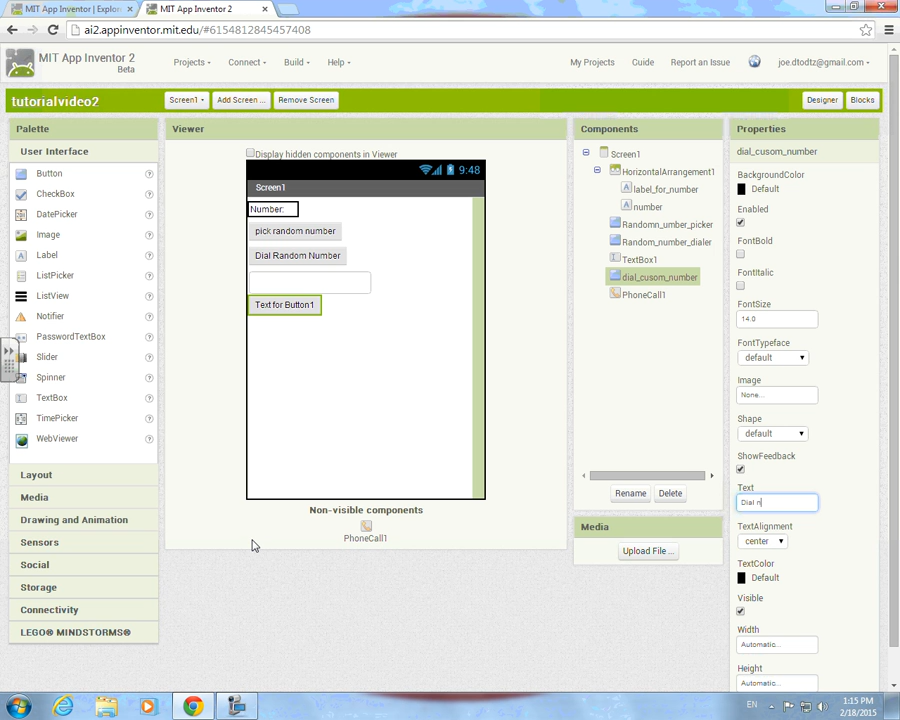 MIT App Inventor | Explor
MIT App Inventor 2
ai2.appinventor.mit.edu/#6154812845457408
MIT App Inventor 2
Beta
Projects
Connect
Build
Help
My Projects
Guide
Report an Issue
joe.dtodtz@gmail.com
tutorialvideo2
Screen1
Add Screen ...
Remove Screen
Designer
Blocks
Palette
User Interface
Button
CheckBox
DatePicker
Image
Label
ListPicker
ListView
Notifier
PasswordTextBox
Slider
Spinner
TextBox
TimePicker
WebViewer
Layout
Media
Drawing and Animation
Sensors
Social
Storage
Connectivity
LEGO® MINDSTORMS®
Viewer
Display hidden components in Viewer
9:48
Screen1
Number:
pick random number
Dial Random Number
Text for Button1
Non-visible components
PhoneCall1
Components
Screen1
HorizontalArrangement1
label_for_number
number
Randomn_umber_picker
Random_number_dialer
TextBox1
dial_cusom_number
PhoneCall1
Rename
Delete
Media
Upload File ...
Properties
dial_cusom_number
BackgroundColor
Default
Enabled
FontBold
FontItalic
FontSize
14.0
FontTypeface
default
Image
None...
Shape
default
ShowFeedback
Text
Dial n
TextAlignment
center
TextColor
Default
Visible
Width
Automatic...
Height
Automatic...
EN
1:15 PM
2/18/2015